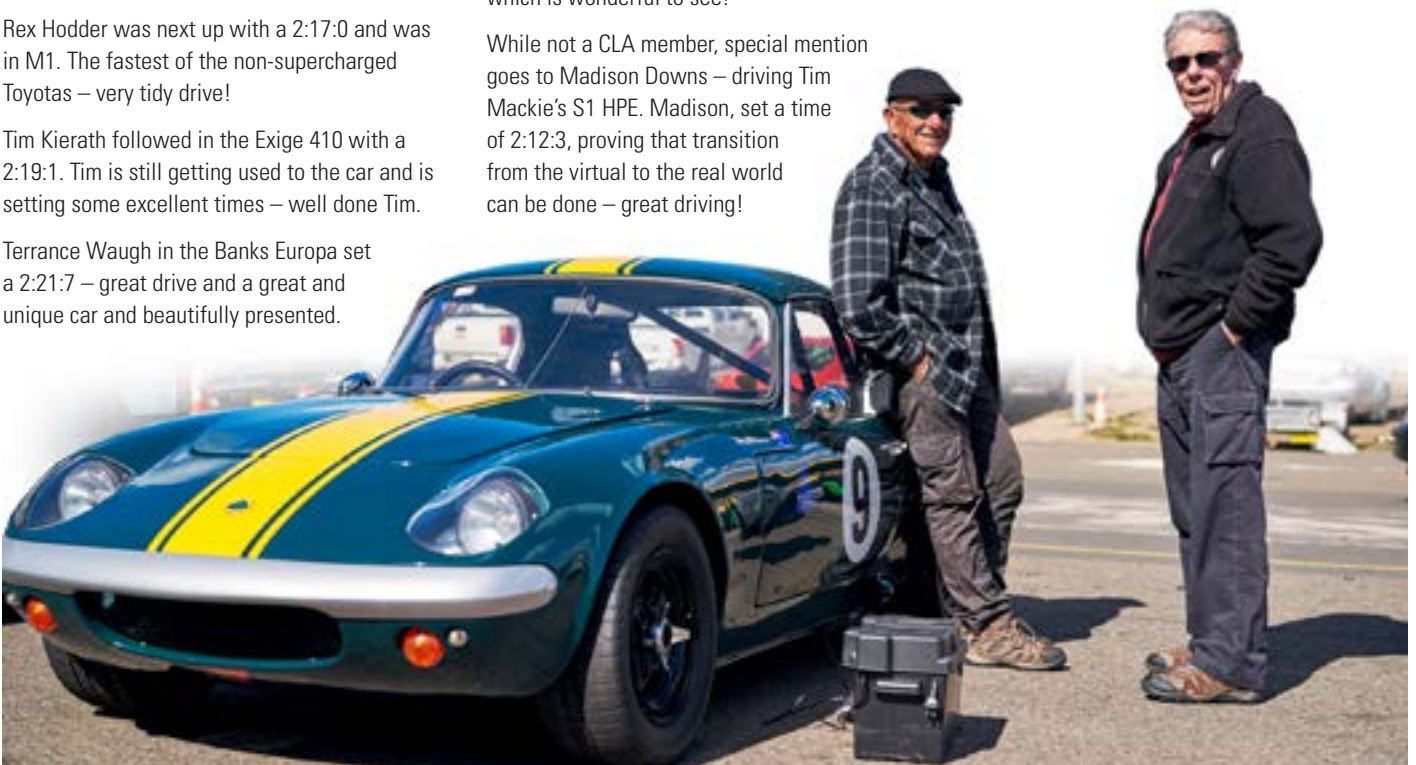 Rex Hodder was next up with a 2:17:0 and was
in M1. The fastest of the non-supercharged
Toyotas – very tidy drive!
Tim Kierath followed in the Exige 410 with a
2:19:1. Tim is still getting used to the car and is
setting some excellent times – well done Tim.
Terrance Waugh in the Banks Europa set
a 2:21:7 – great drive and a great and
unique car and beautifully presented.
which is wonderful to see!
While not a CLA member, special mention
goes to Madison Downs – driving Tim
Mackie's S1 HPE. Madison, set a time
of 2:12:3, proving that transition
from the virtual to the real world
can be done – great driving!
9